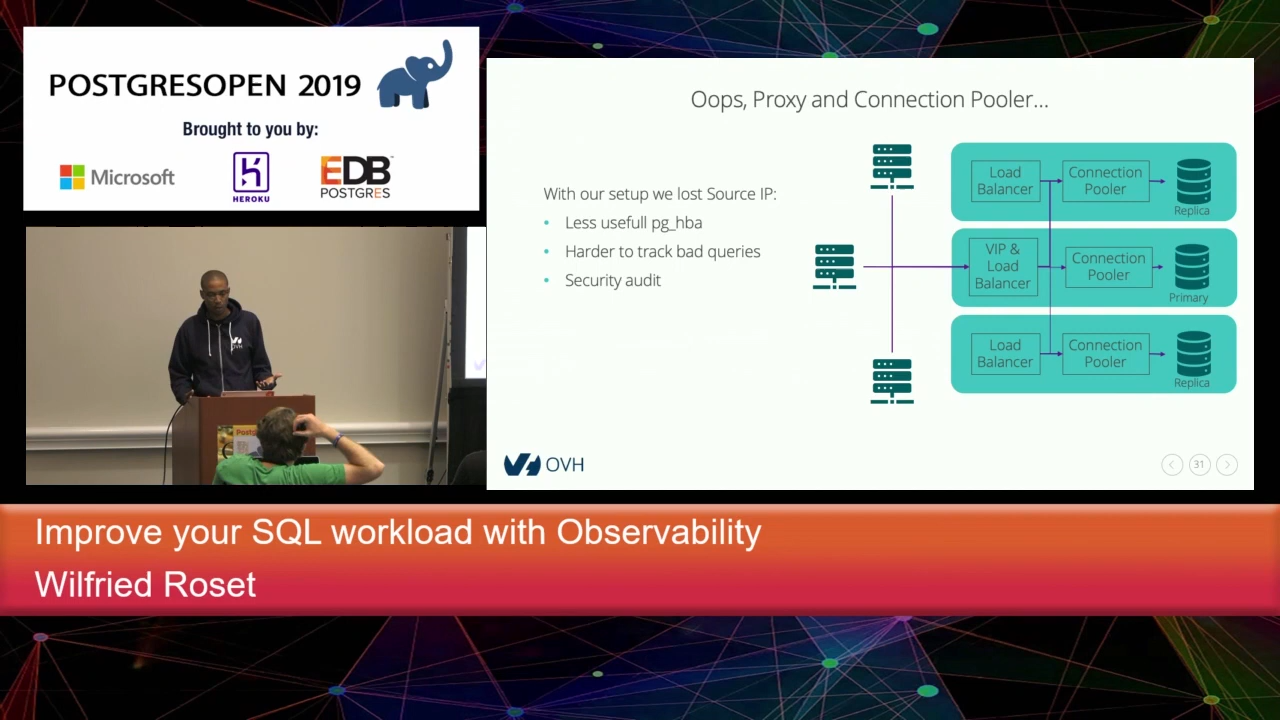 POSTGRESOPEN 2019
Brought to you by:
Microsoft
HEROKU
EDB
POSTGRES
Oops, Proxy and Connection Pooler...
With our setup we lost Source IP:
• Less usefull pg_hba
• Harder to track bad queries
• Security audit
Load
Balancer
Connection
Pooler
Replica
VIP &
Load
Balancer
Connection
Pooler
Primary
Load
Balancer
Connection
Pooler
Replica
OVH
31
OVH
Improve your SQL workload with Observability
Wilfried Roset